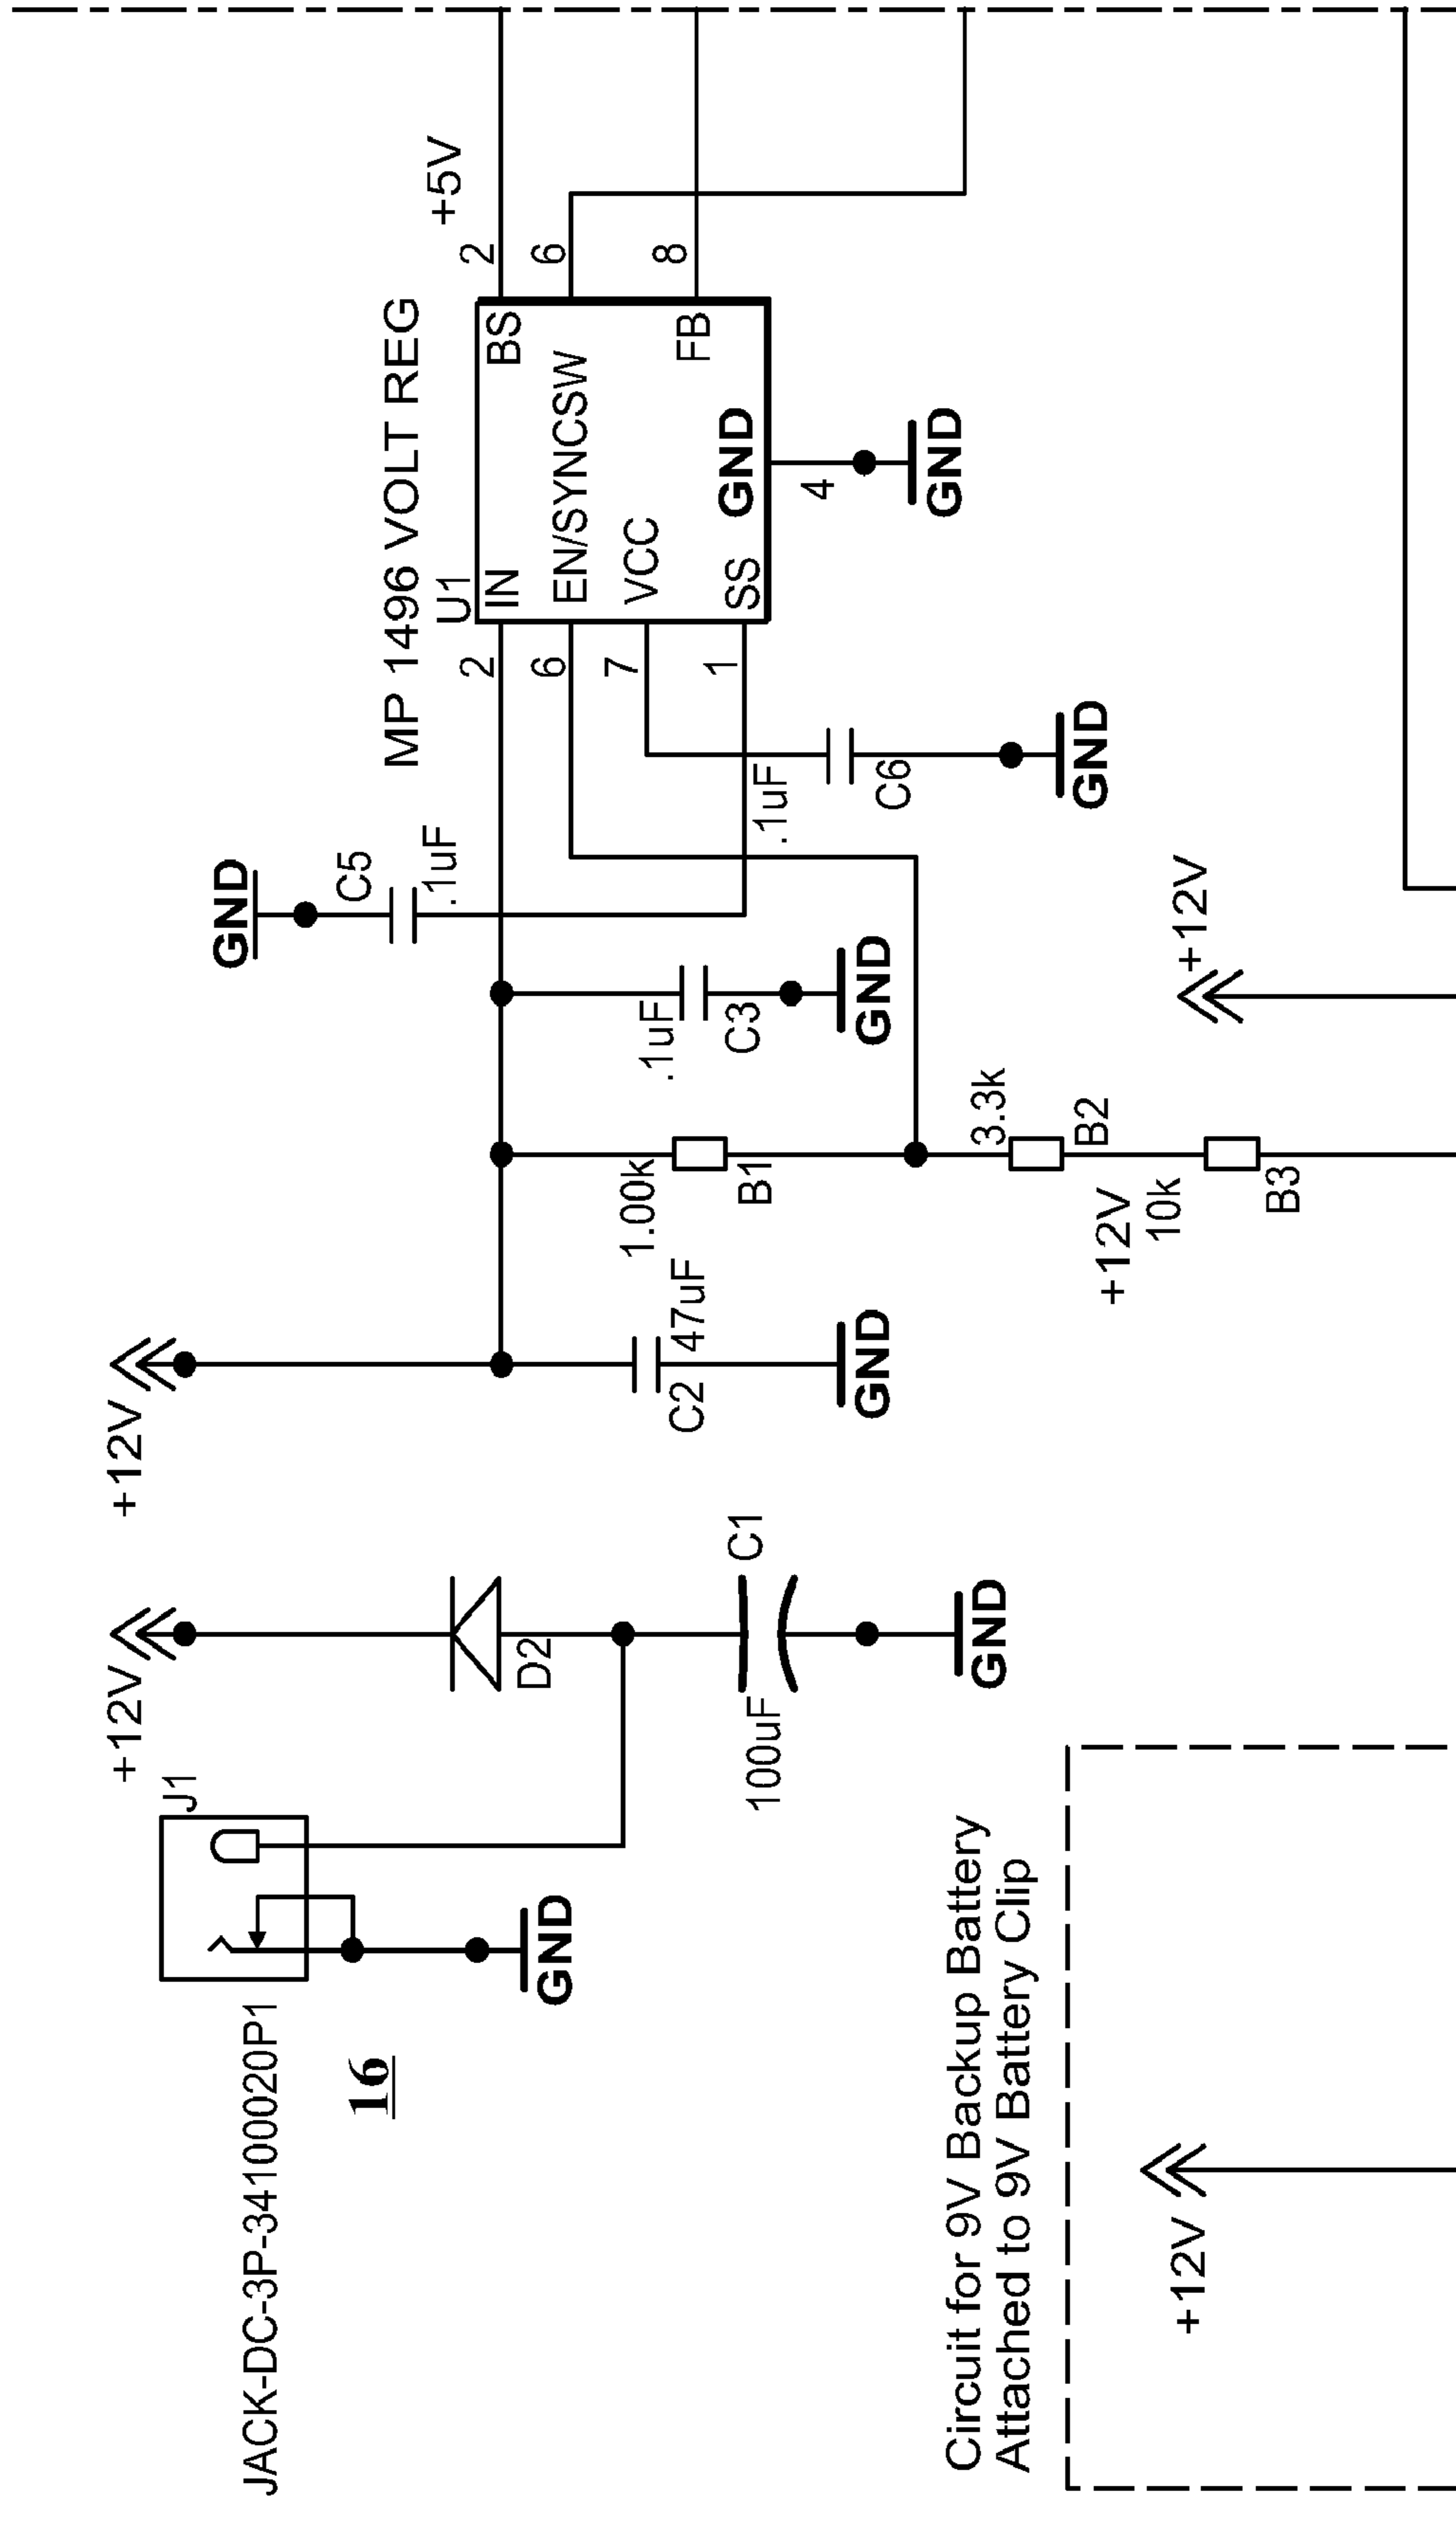 JACK-DC-3P-34100020P1
J1
16
GND
+12V
D2
C1
100uF
GND
+12V
C2 47uF
GND
1.00k
B1
.1uF
C3
GND
GND
C5
.1uF
3.3k
B2
+12V
10k
B3
MP 1496 VOLT REG
U1
2
IN
BS
2
+5V
6
EN/SYNCSW
6
7
VCC
FB
8
1
SS
GND
4
GND
.1uF
C6
GND
+12V
Circuit for 9V Backup Battery
Attached to 9V Battery Clip
+12V